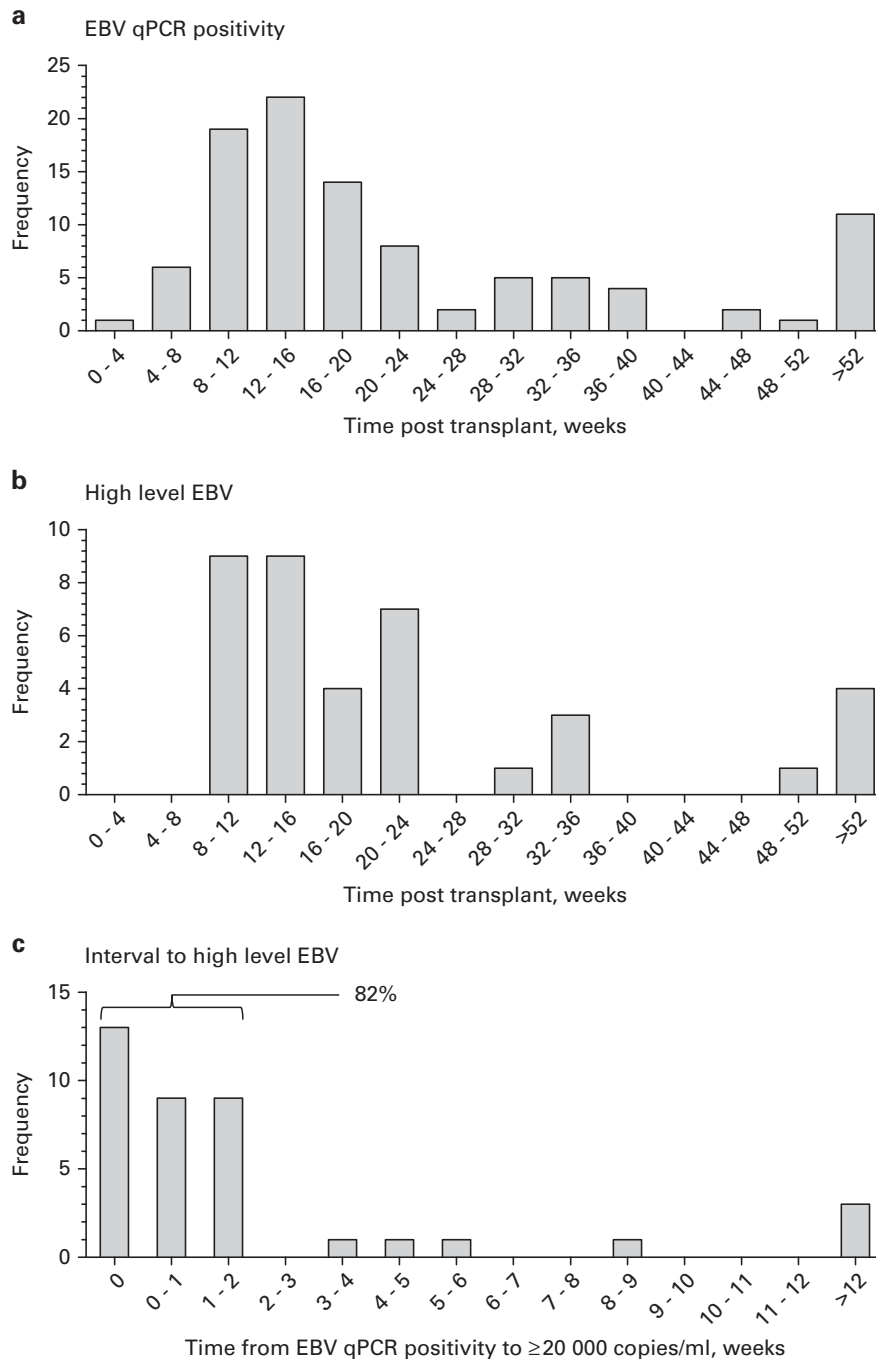 a
EBV qPCR positivity
25
20
15
10
5
0
Frequency
0 - 4
4 - 8
8 - 12
12 - 16
16 - 20
20 - 24
24 - 28
28 - 32
32 - 36
36 - 40
40 - 44
44 - 48
48 - 52
>52
Time post transplant, weeks
b
High level EBV
10
8
6
4
2
0
Frequency
0 - 4
4 - 8
8 - 12
12 - 16
16 - 20
20 - 24
24 - 28
28 - 32
32 - 36
36 - 40
40 - 44
44 - 48
48 - 52
>52
Time post transplant, weeks
c
Interval to high level EBV
82%
15
10
5
0
Frequency
0
0 - 1
1 - 2
2 - 3
3 - 4
4 - 5
5 - 6
6 - 7
7 - 8
8 - 9
9 - 10
10 - 11
11 - 12
>12
Time from EBV qPCR positivity to ≥20 000 copies/ml, weeks